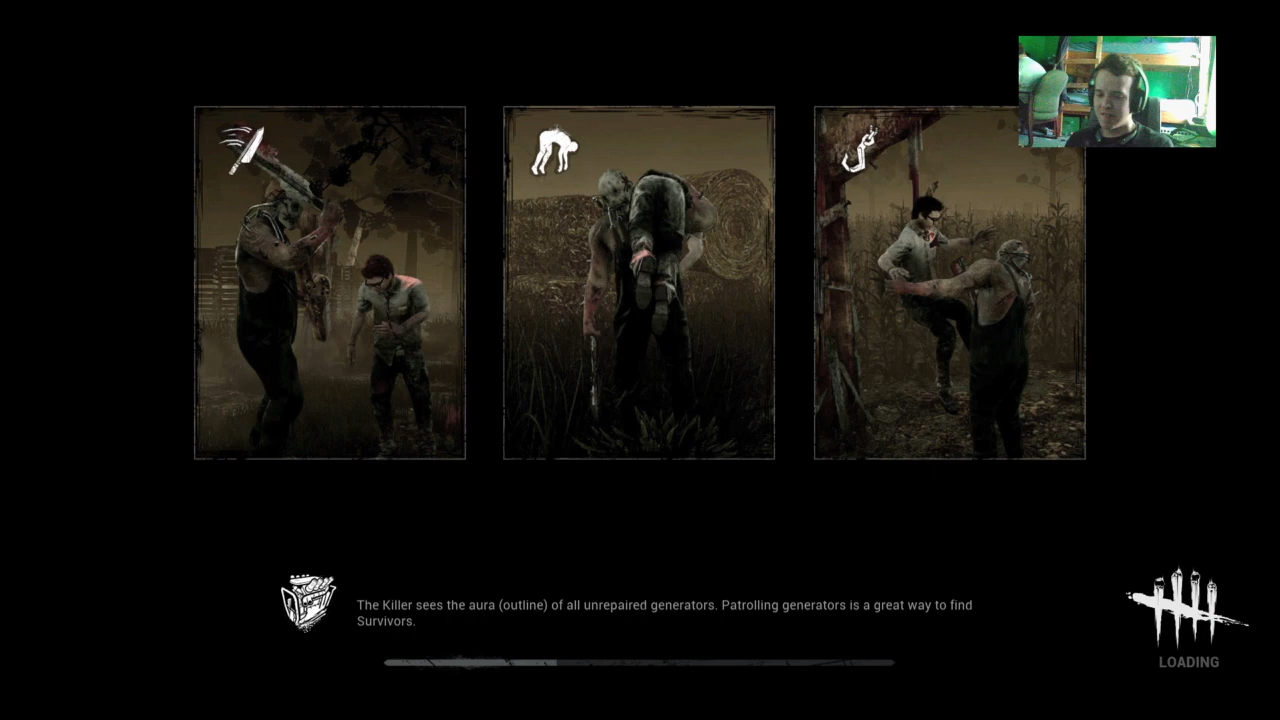 The Killer sees the aura (outline) of all unrepaired generators. Patrolling generators is a great way to find
Survivors.
LOADING